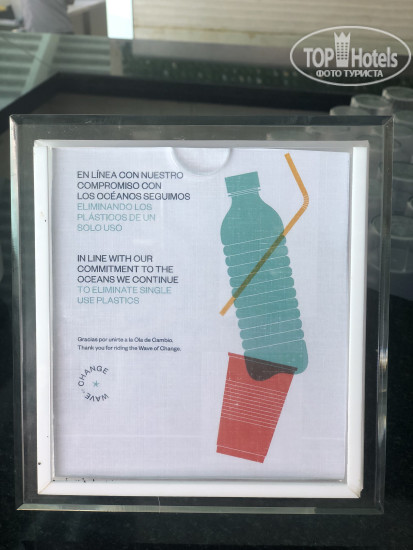 TOP Hotels
ФОТО ТУРИСТА
EN LÍNEA CON NUESTRO
COMPROMISO CON
LOS OCÉANOS SEGUIMOS
ELIMINANDO LOS
PLÁSTICOS DE UN
SOLO USO
IN LINE WITH OUR
COMMITMENT TO THE
OCEANS WE CONTINUE
TO ELIMINATE SINGLE
USE PLASTICS
Gracias por unirte a la Ola de Cambio.
Thank you for riding the Wave of Change.
WAVE OF CHANGE